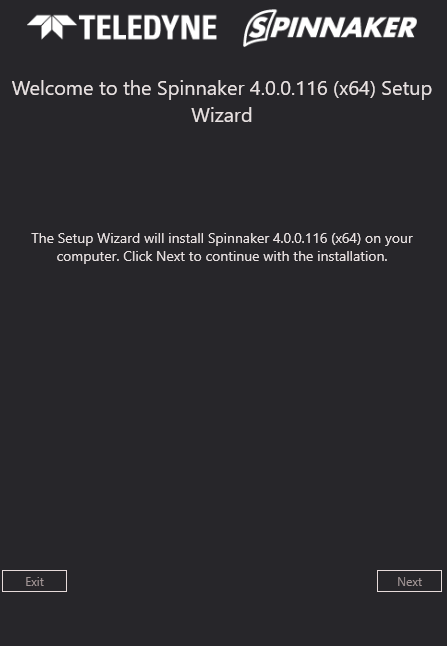 TELEDYNE SPINNAKER
Welcome to the Spinnaker 4.0.0.116 (x64) Setup
Wizard
The Setup Wizard will install Spinnaker 4.0.0.116 (x64) on your
computer. Click Next to continue with the installation.
Exit Next